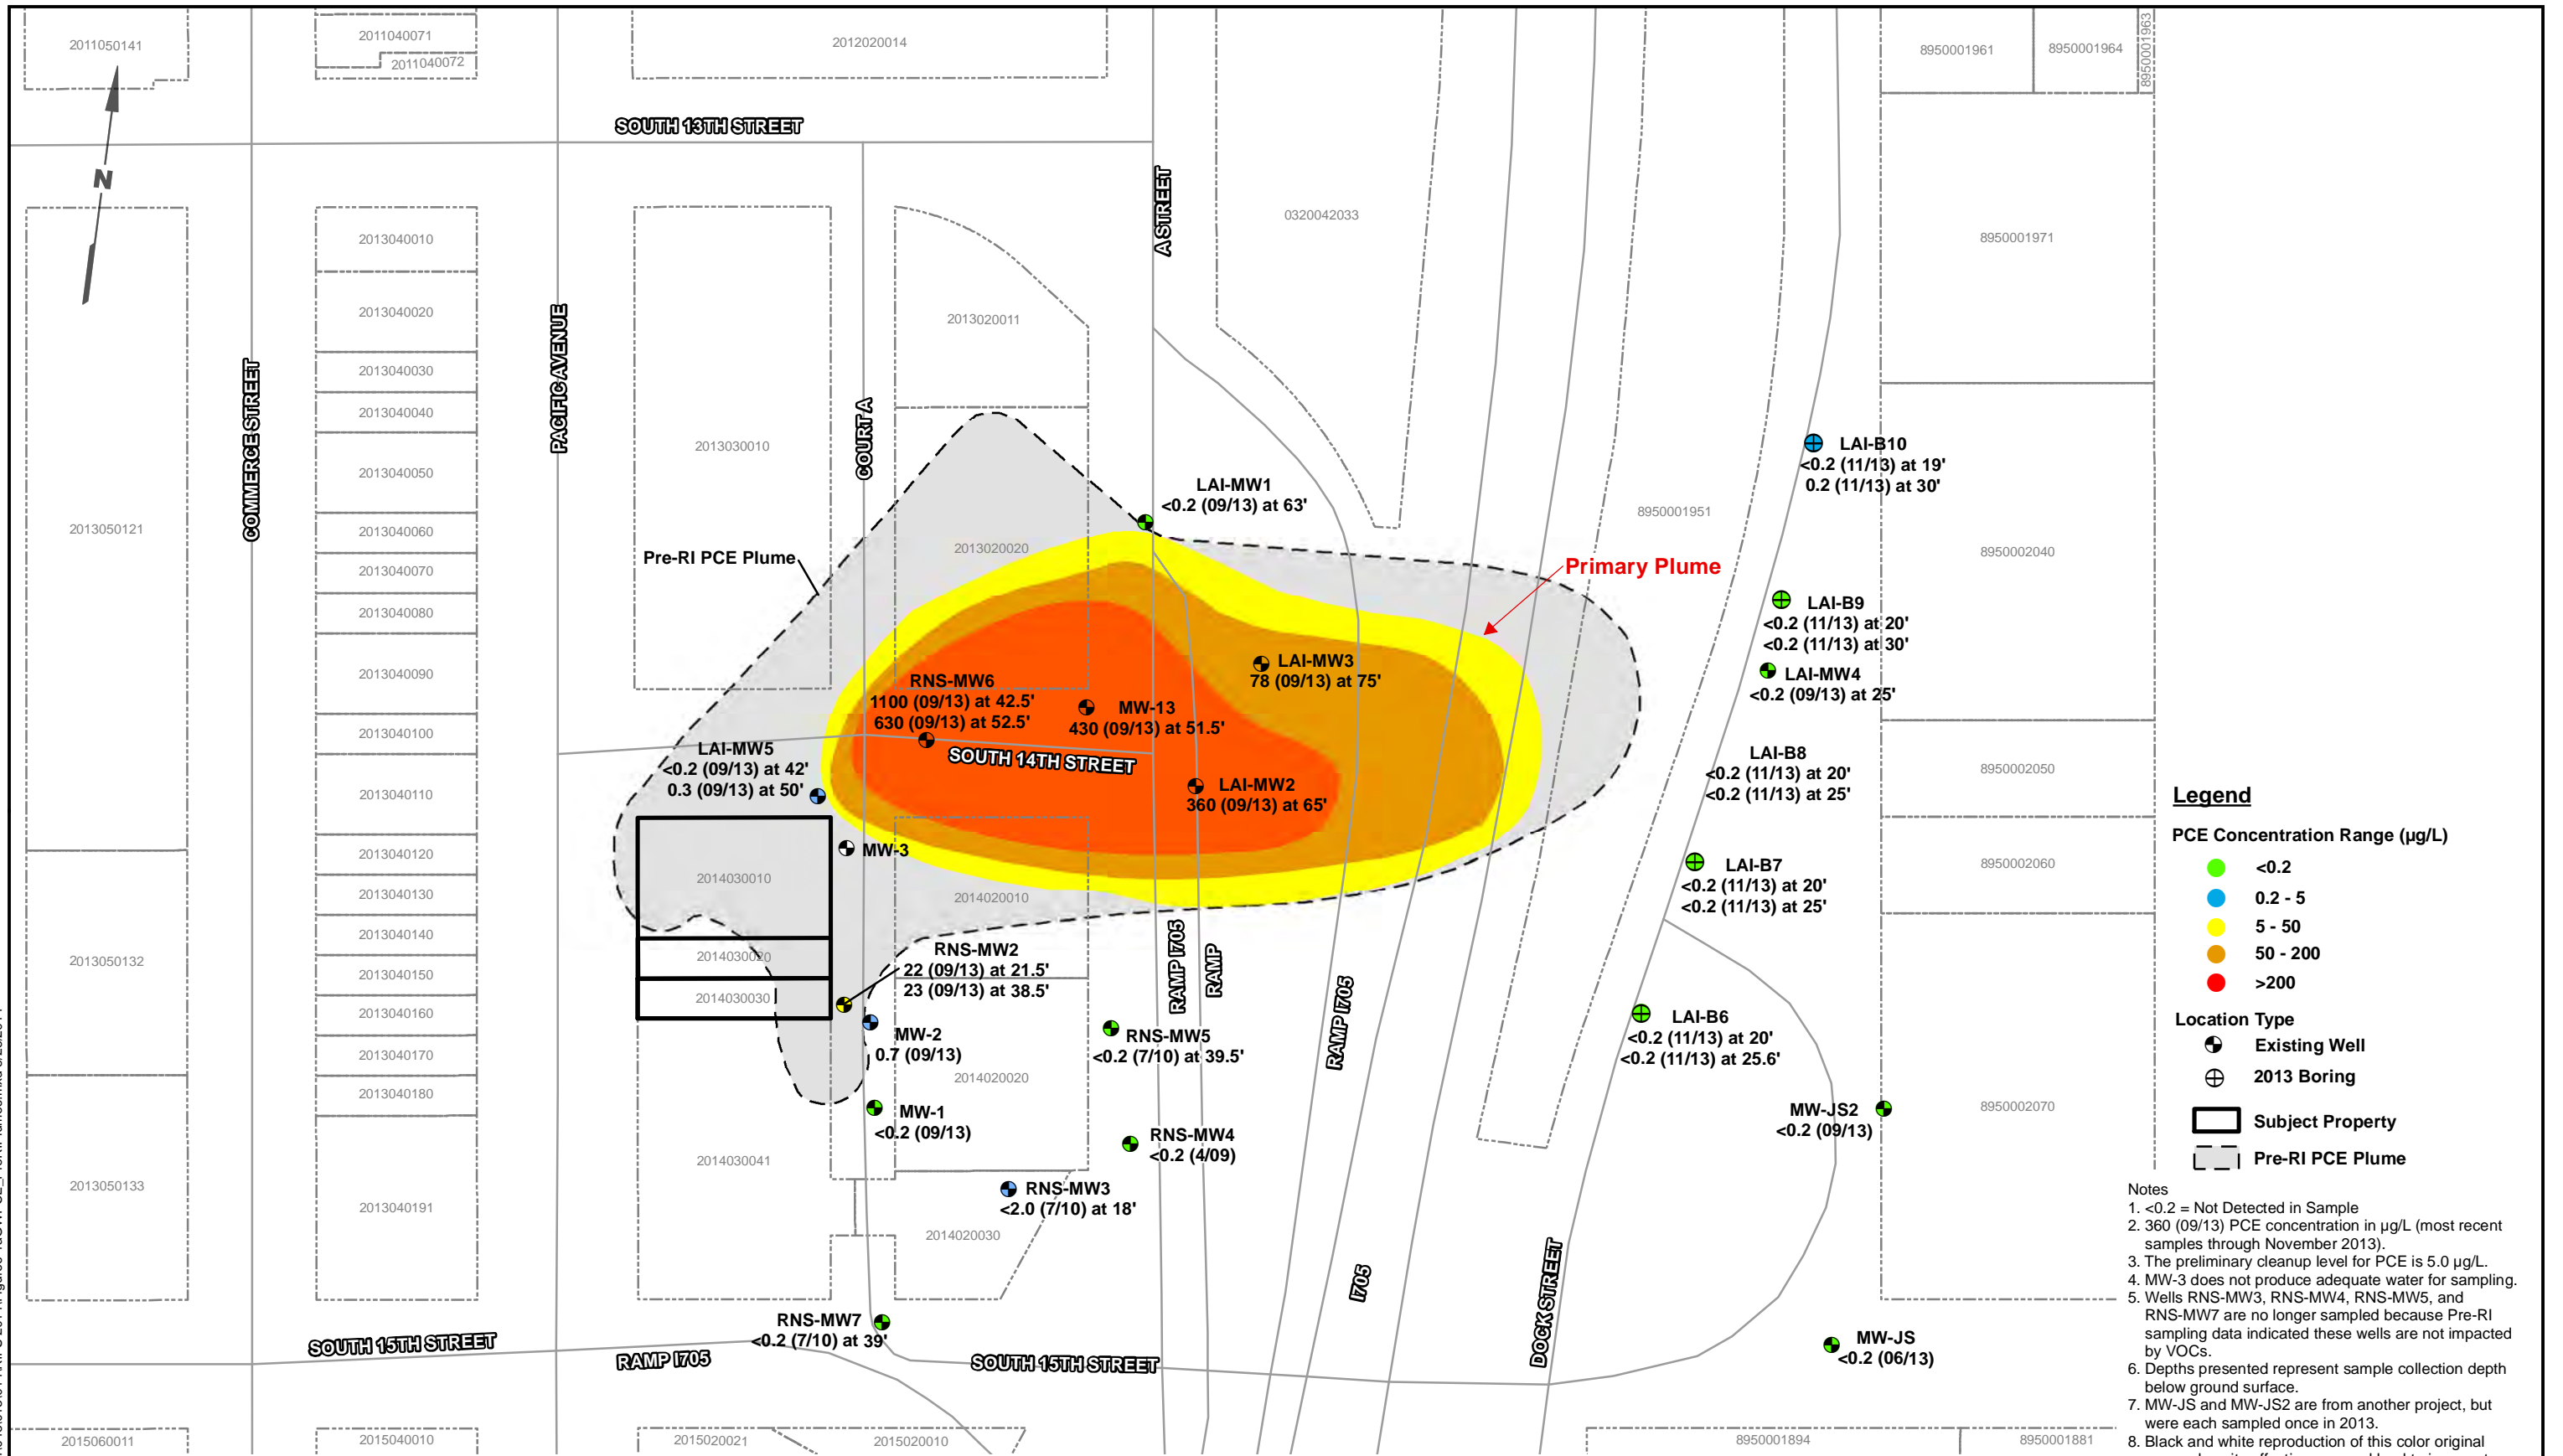 2011050141
2011040071
2011040072
2012020014
8950001961
8950001964
8950001963
SOUTH 13TH STREET
N
A STREET
0320042033
2013040010
8950001971
2013040020
2013020011
2013040030
COMMERCE STREET
PACIFIC AVENUE
2013040040
COURT A
2013030010
2013040050
LAI-B10
<0.2 (11/13) at 19'
0.2 (11/13) at 30'
LAI-MW1
<0.2 (09/13) at 63'
8950001951
2013050121
2013040060
2013020020
8950002040
Pre-RI PCE Plume
Primary Plume
2013040070
2013040080
LAI-B9
<0.2 (11/13) at 20'
<0.2 (11/13) at 30'
2013040090
LAI-MW3
78 (09/13) at 75'
LAI-MW4
<0.2 (09/13) at 25'
RNS-MW6
1100 (09/13) at 42.5'
630 (09/13) at 52.5'
MW-13
430 (09/13) at 51.5'
2013040100
LAI-MW5
<0.2 (09/13) at 42'
0.3 (09/13) at 50'
SOUTH 14TH STREET
LAI-B8
<0.2 (11/13) at 20'
<0.2 (11/13) at 25'
8950002050
2013040110
LAI-MW2
360 (09/13) at 65'
2013040120
MW-3
8950002060
2014030010
LAI-B7
<0.2 (11/13) at 20'
<0.2 (11/13) at 25'
2013040130
2014020010
2013040140
2013050132
2014030020
RNS-MW2
22 (09/13) at 21.5'
23 (09/13) at 38.5'
RAMP I705
RAMP
2013040150
2014030030
2013040160
RAMP I705
LAI-B6
<0.2 (11/13) at 20'
<0.2 (11/13) at 25.6'
MW-2
0.7 (09/13)
RNS-MW5
<0.2 (7/10) at 39.5'
2013040170
2014020020
2013040180
MW-1
<0.2 (09/13)
MW-JS2
<0.2 (09/13)
8950002070
RNS-MW4
<0.2 (4/09)
2014030041
2013050133
RNS-MW3
<2.0 (7/10) at 18'
2013040191
2014020030
I705
DOCK STREET
RNS-MW7
<0.2 (7/10) at 39'
SOUTH 15TH STREET
RAMP I705
SOUTH 15TH STREET
MW-JS
<0.2 (06/13)
2015060011
2015040010
2015020021
2015020010
8950001894
8950001881
Legend
PCE Concentration Range (µg/L)
<0.2
0.2 - 5
5 - 50
50 - 200
>200
Location Type
Existing Well
2013 Boring
Subject Property
Pre-RI PCE Plume
Notes
1. <0.2 = Not Detected in Sample
2. 360 (09/13) PCE concentration in µg/L (most recent
samples through November 2013).
3. The preliminary cleanup level for PCE is 5.0 µg/L.
4. MW-3 does not produce adequate water for sampling.
5. Wells RNS-MW3, RNS-MW4, RNS-MW5, and
RNS-MW7 are no longer sampled because Pre-RI
sampling data indicated these wells are not impacted
by VOCs.
6. Depths presented represent sample collection depth
below ground surface.
7. MW-JS and MW-JS2 are from another project, but
were each sampled once in 2013.
8. Black and white reproduction of this color original